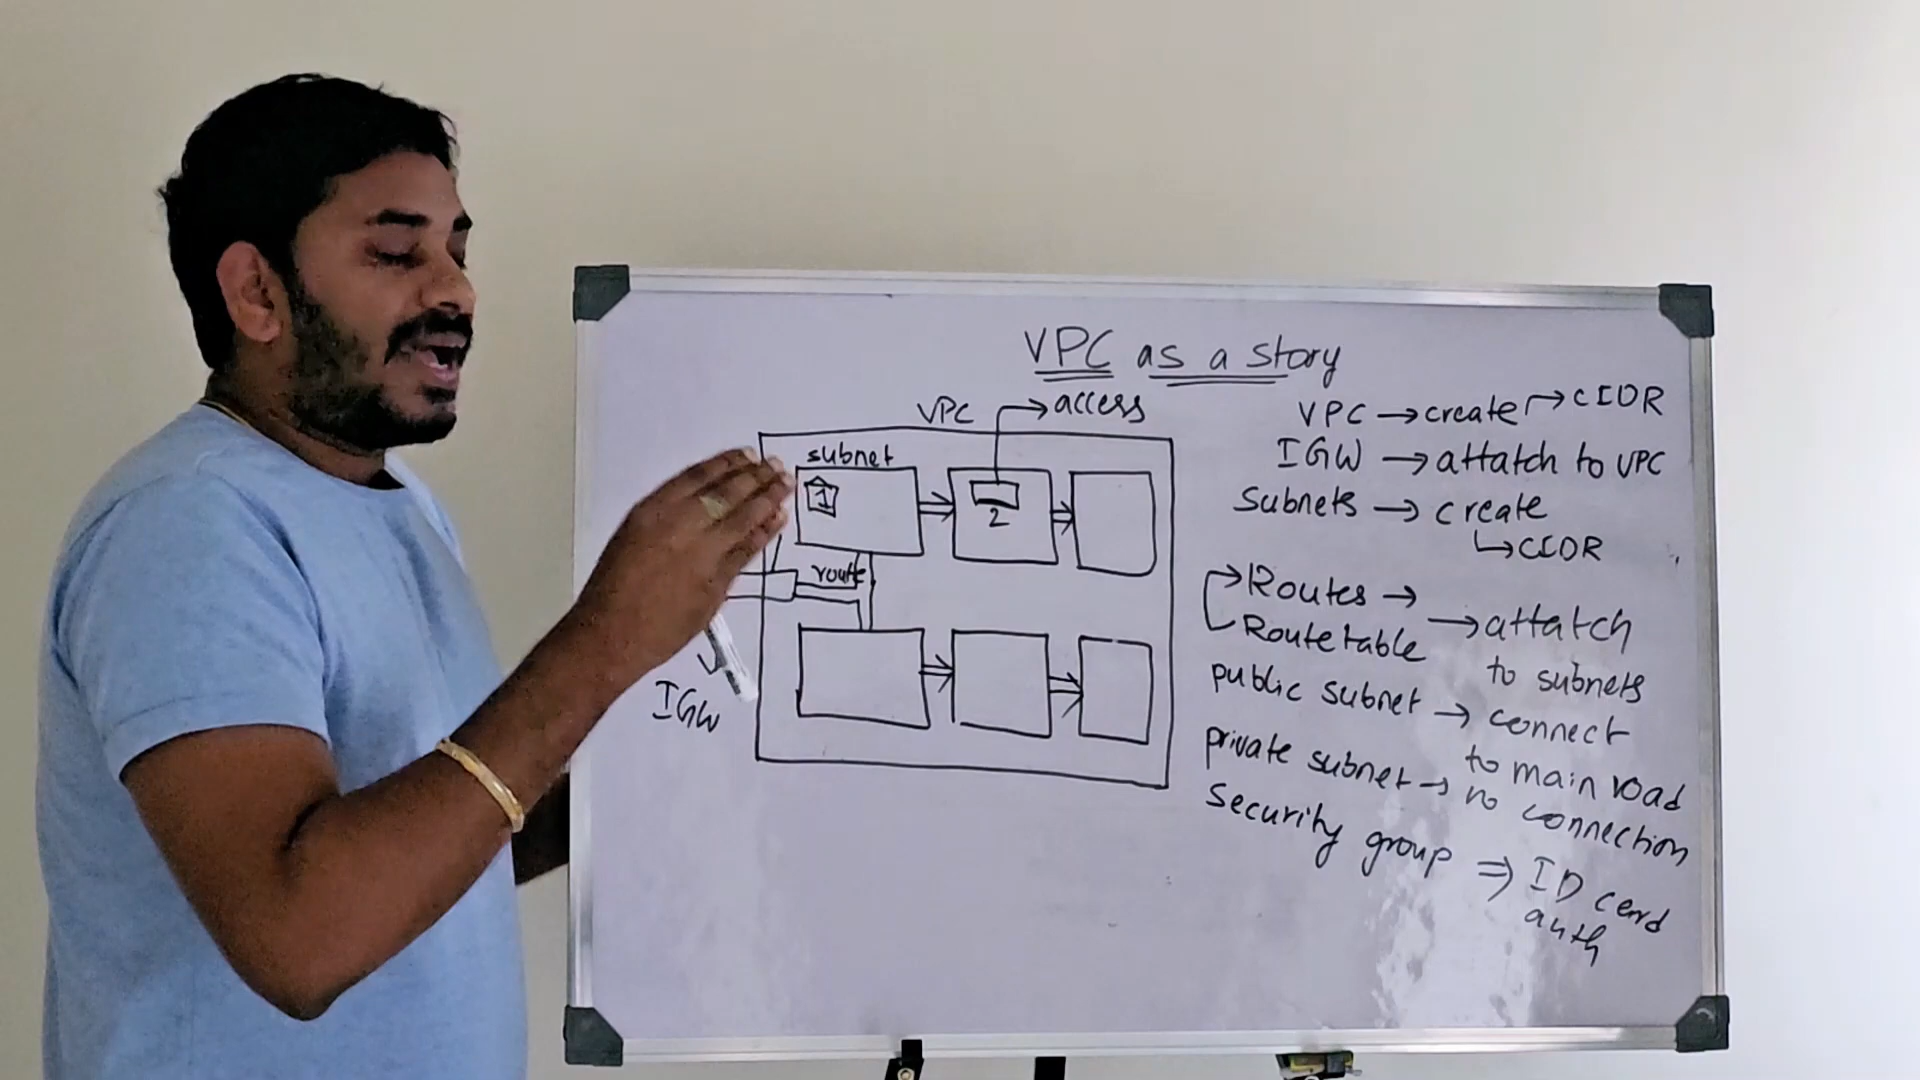 VPC as a story
VPC → access
subnet
1
2
route
IGW
VPC → create → CIDR
IGW → attatch to VPC
Subnets → create
↳ CIDR
Routes →
Route table → attatch
to subnets
public subnet → connect
to main road
private subnet → no connection
Security group ⇒ ID card
auth